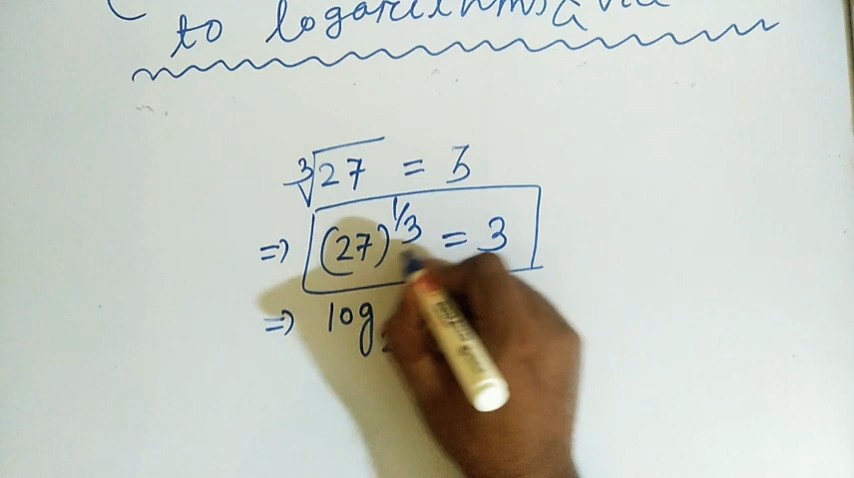 to logarithms
∛27 = 3
⇒ (27)^1/3 = 3
⇒ log